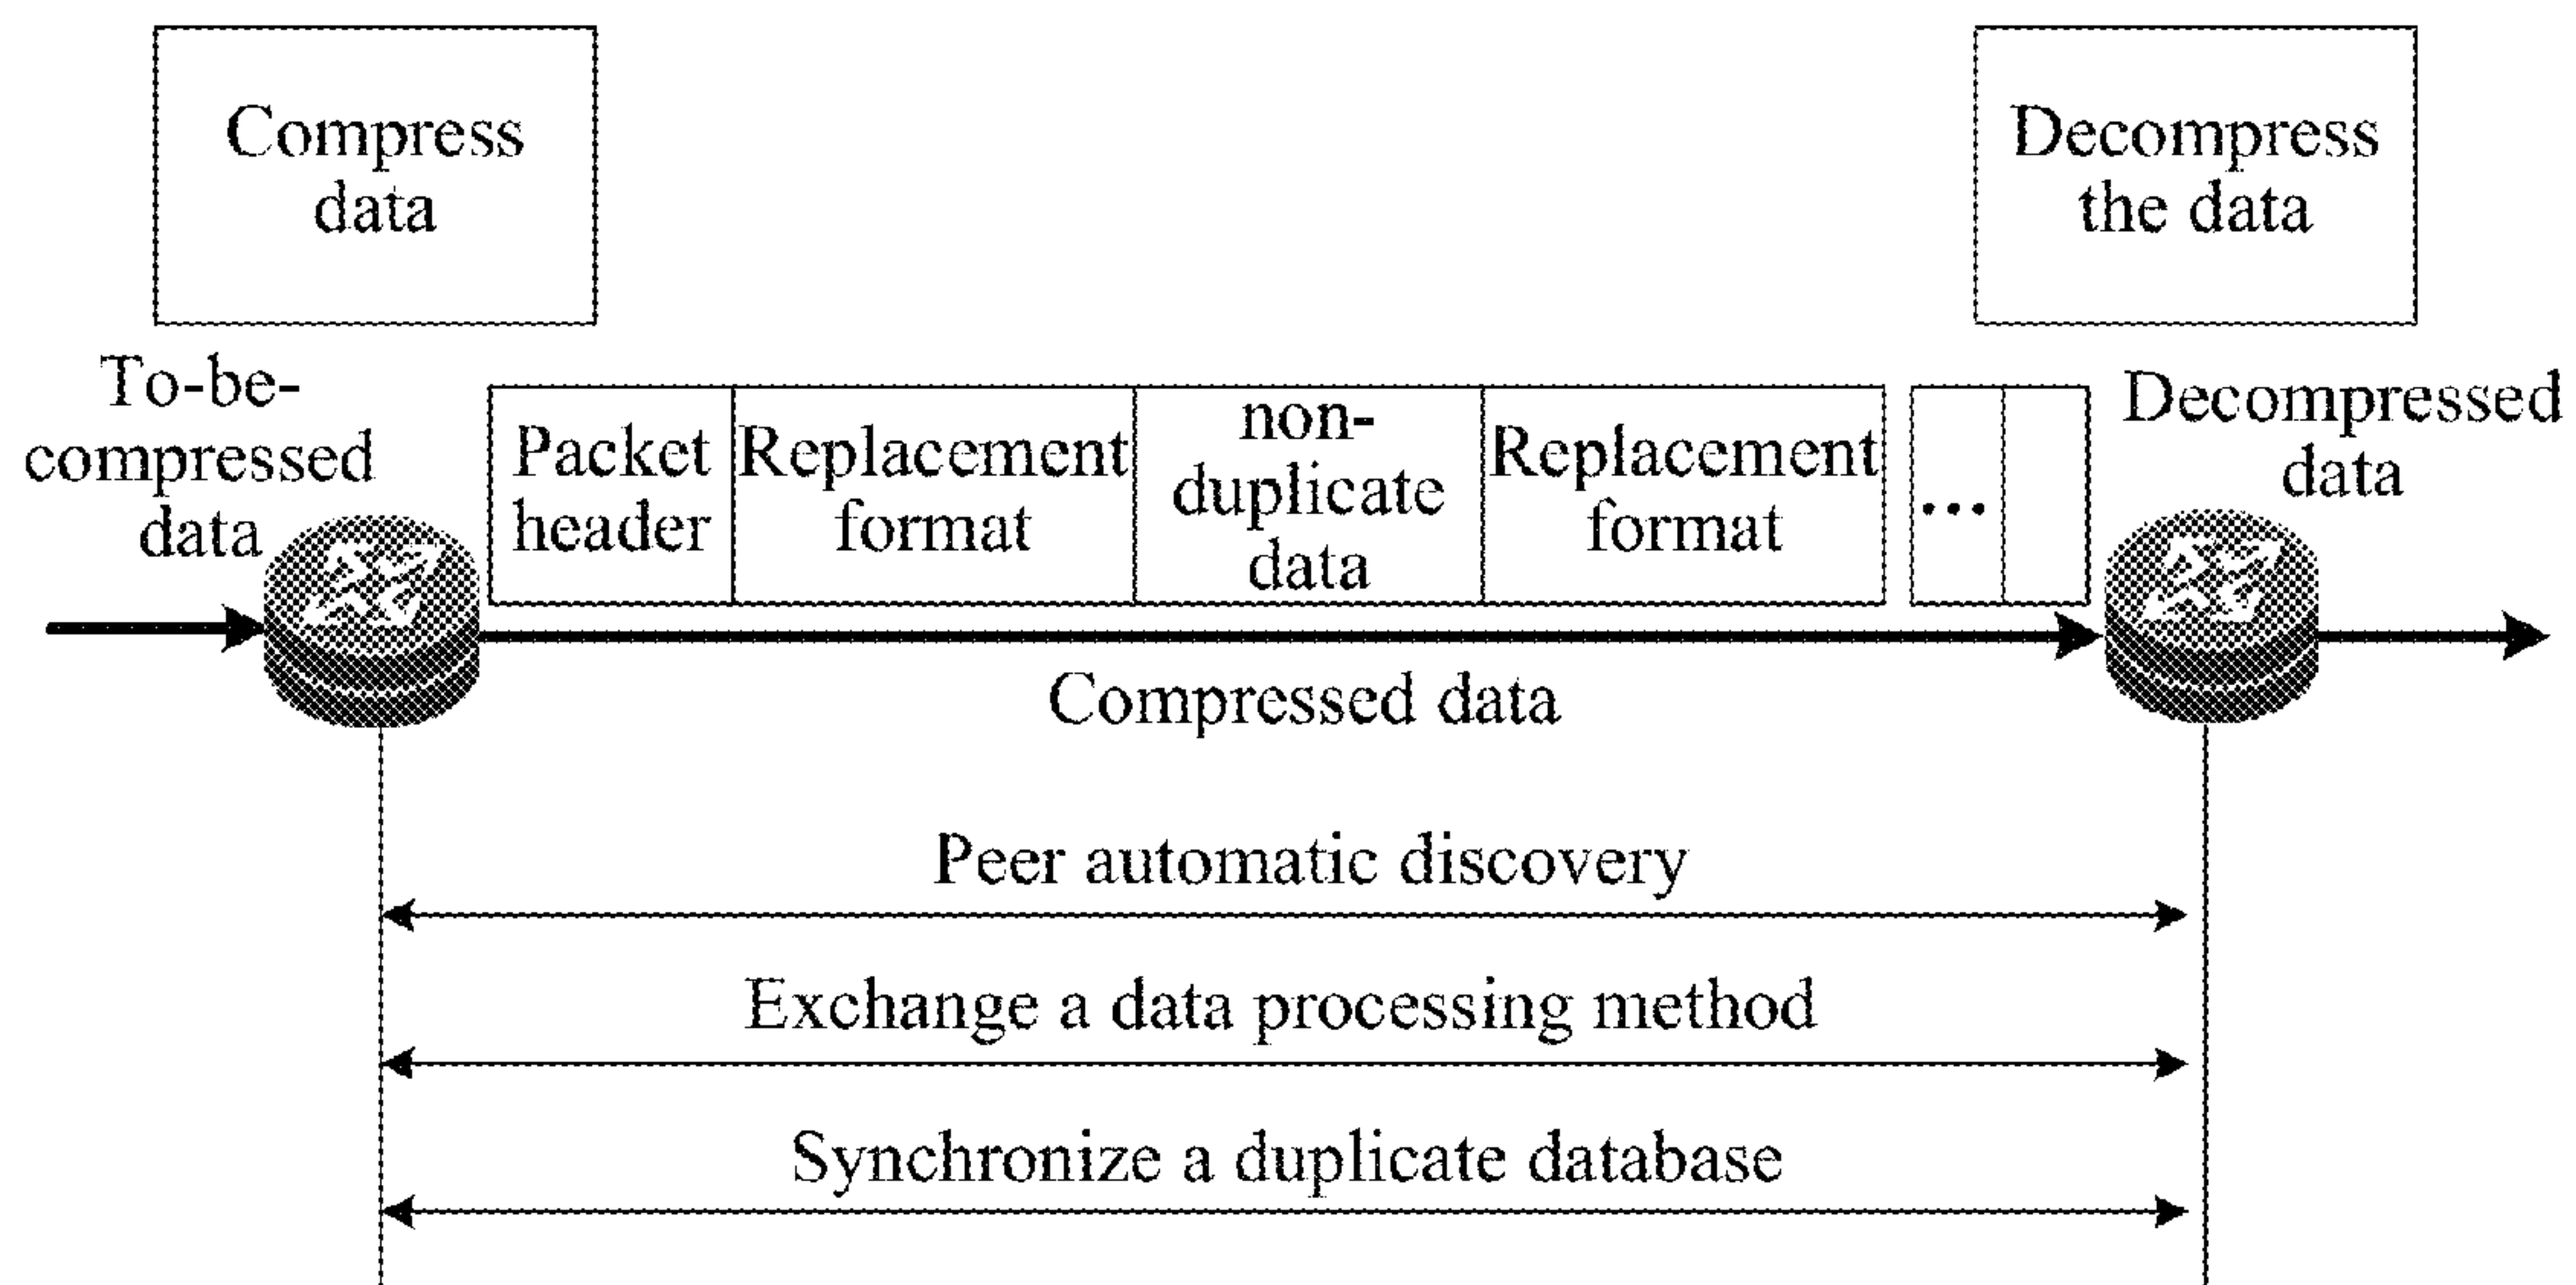 Compress
data
Decompress
the data
To-be-
compressed
data
Packet
header
Replacement
format
non-
duplicate
data
Replacement
format
...
Decompressed
data
Compressed data
Peer automatic discovery
Exchange a data processing method
Synchronize a duplicate database